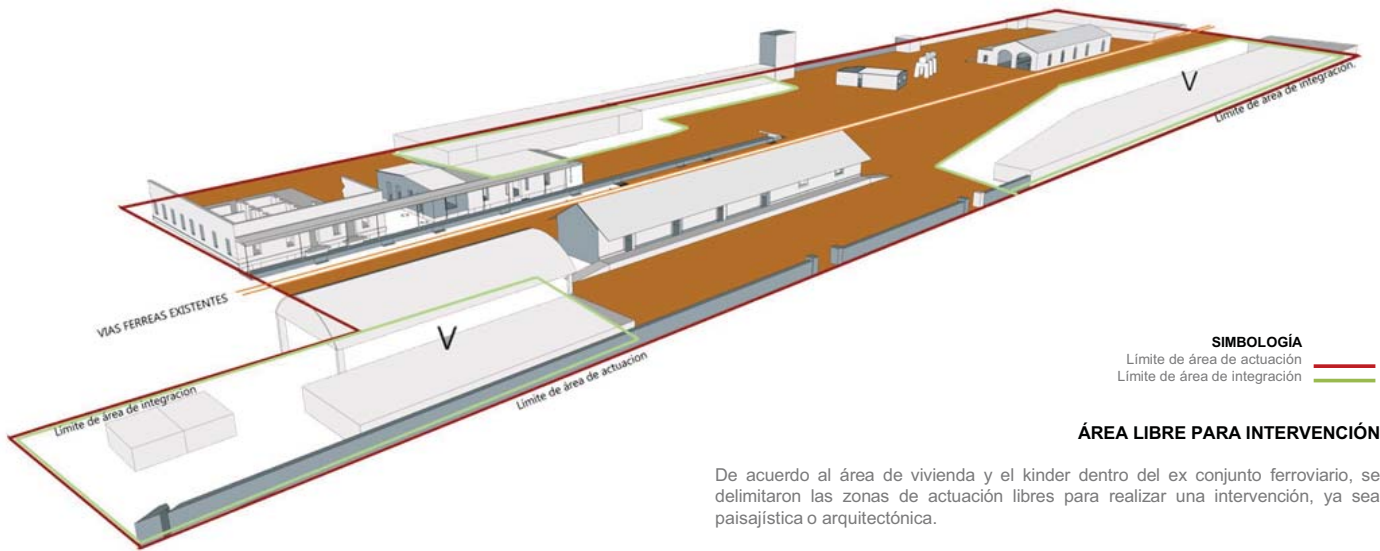 V
Límite de área de integración.
VIAS FERREAS EXISTENTES
V
Límite de área de integracion
Límite de área de actuacion
SIMBOLOGÍA
Límite de área de actuación
Límite de área de integración
ÁREA LIBRE PARA INTERVENCIÓN
De acuerdo al área de vivienda y el kinder dentro del ex conjunto ferroviario, se
delimitaron las zonas de actuación libres para realizar una intervención, ya sea
paisajística o arquitectónica.